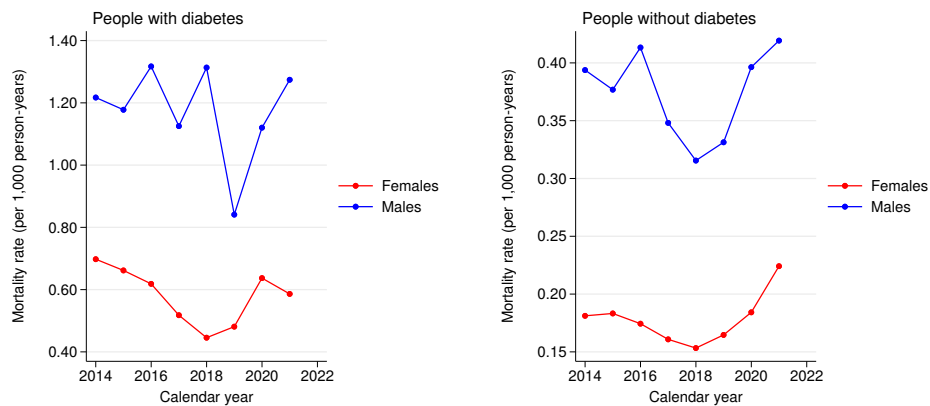 People with diabetes
Mortality rate (per 1,000 person-years)
1.40
1.20
1.00
0.80
0.60
0.40
2014 2016 2018 2020 2022
Calendar year
Females
Males
People without diabetes
Mortality rate (per 1,000 person-years)
0.40
0.35
0.30
0.25
0.20
0.15
2014 2016 2018 2020 2022
Calendar year
Females
Males